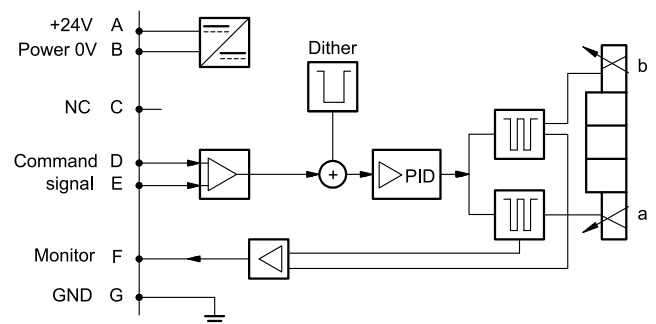 +24V A
Power 0V B
Dither
b
NC C
Command D
signal E
+
PID
a
Monitor F
GND G